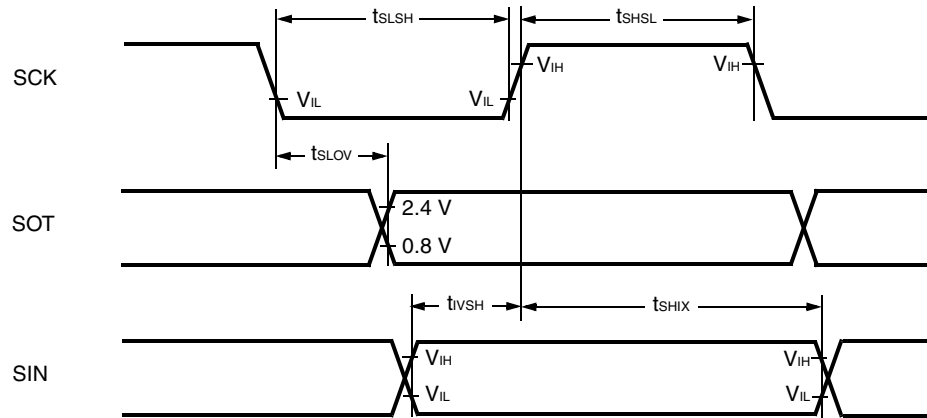 tSLSH tSHSL
SCK VIL VIL VIH VIH
tSLOV
SOT 2.4 V
0.8 V
tIVSH tSHIX
SIN VIH VIH
VIL VIL